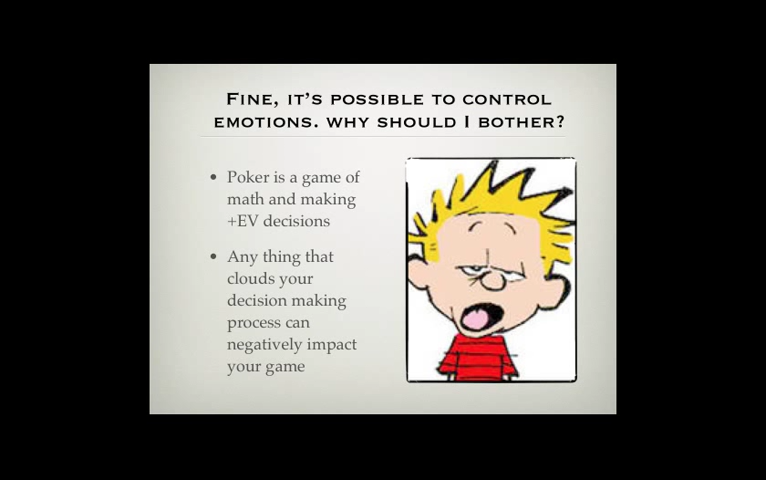 Fine, it's possible to control
emotions. why should I bother?
• Poker is a game of
math and making
+EV decisions
• Any thing that
clouds your
decision making
process can
negatively impact
your game